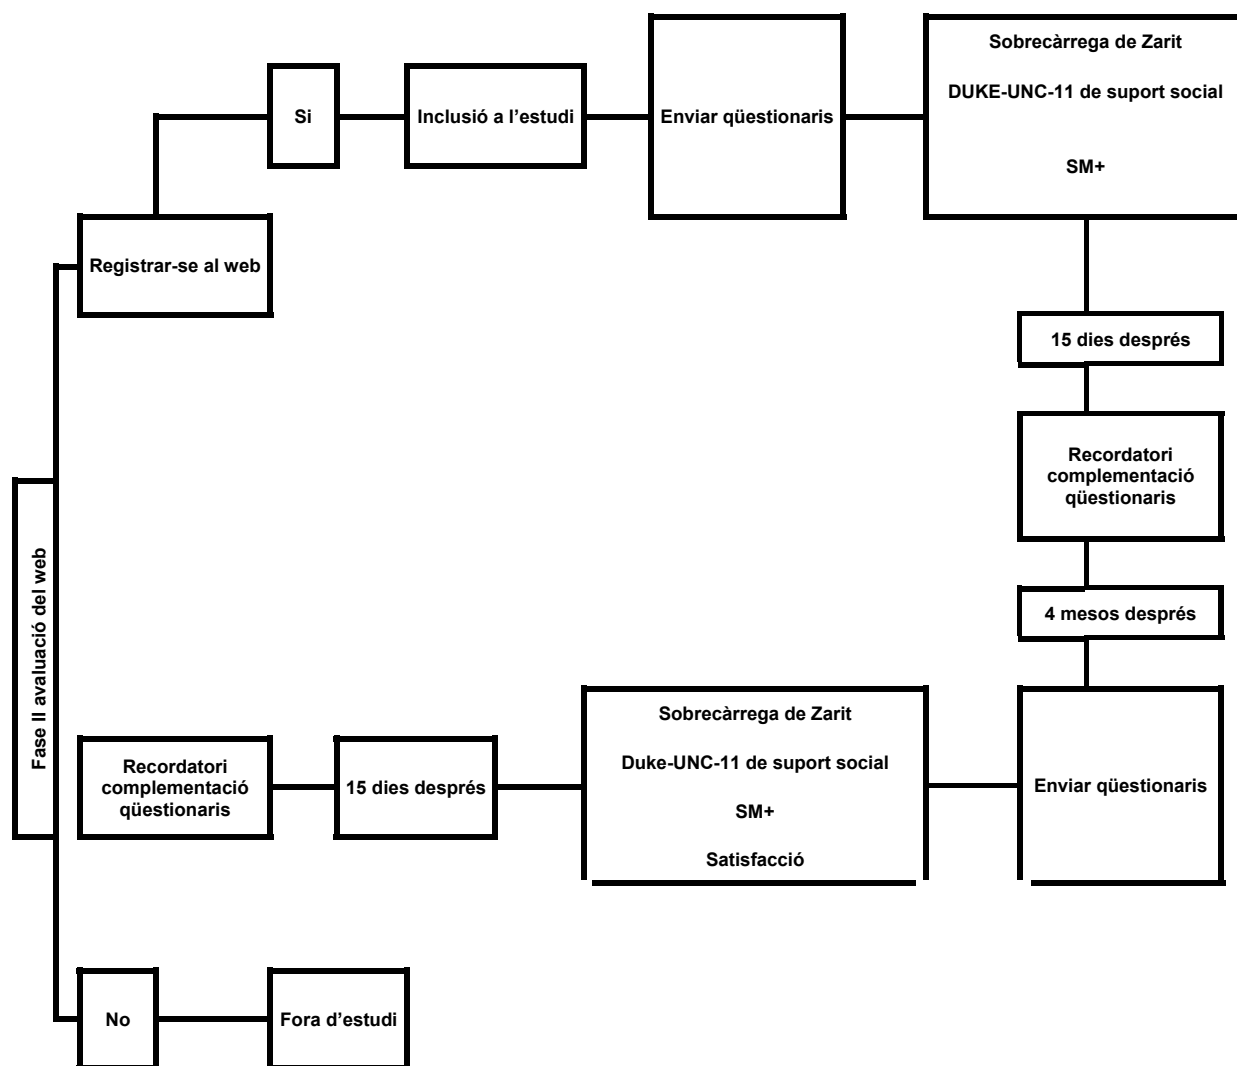 Sobrecàrrega de Zarit
DUKE-UNC-11 de suport social
SM+
Si
Inclusió a l'estudi
Enviar qüestionaris
Registrar-se al web
15 dies després
Recordatori
complementació
qüestionaris
4 mesos després
Fase II avaluació del web
Enviar qüestionaris
Sobrecàrrega de Zarit
Duke-UNC-11 de suport social
SM+
Satisfacció
15 dies després
Recordatori
complementació
qüestionaris
No
Fora d'estudi